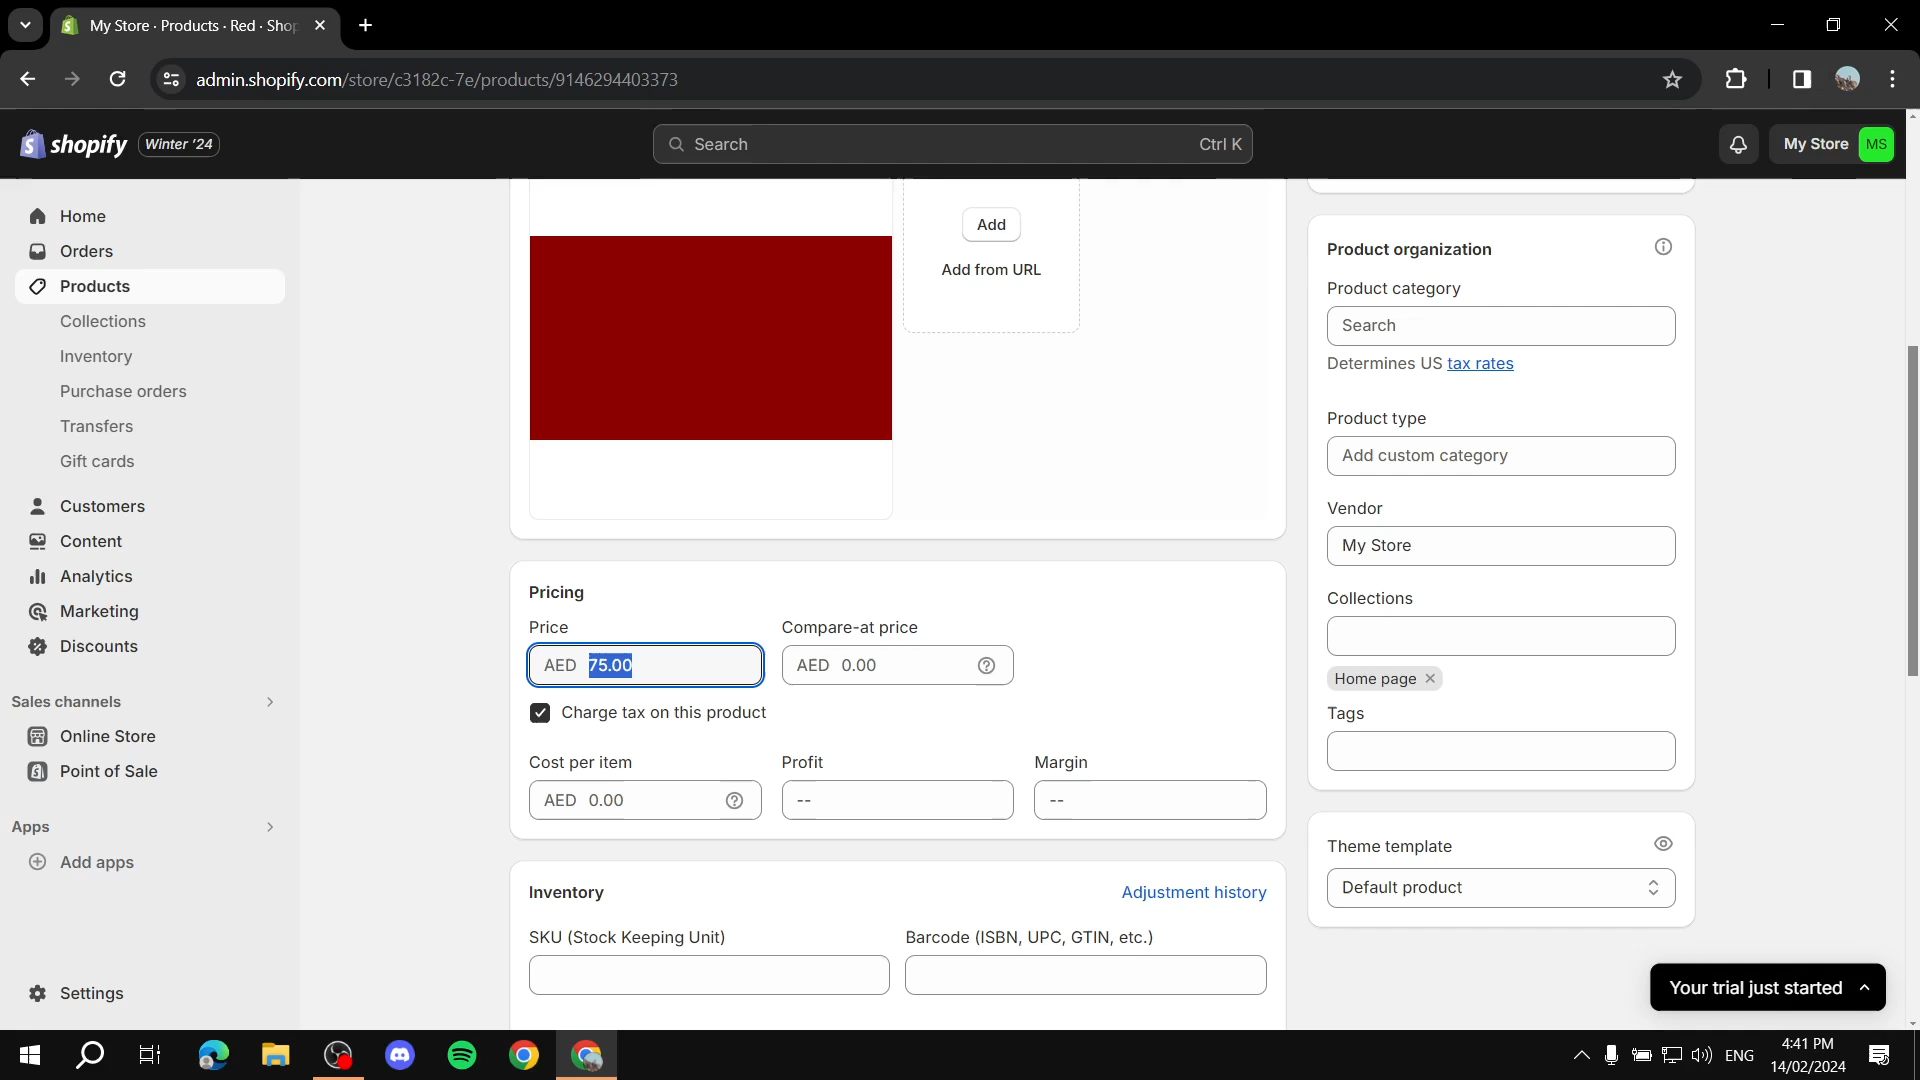 My Store · Products · Red · Shop
admin.shopify.com/store/c3182c-7e/products/9146294403373
shopify
Winter '24
Search
Ctrl K
My Store
MS
Home
Orders
Products
Collections
Inventory
Purchase orders
Transfers
Gift cards
Customers
Content
Analytics
Marketing
Discounts
Sales channels
Online Store
Point of Sale
Apps
Add apps
Settings
Add
Add from URL
Pricing
Price
Compare-at price
AED 75.00
AED 0.00
Charge tax on this product
Cost per item
Profit
Margin
AED 0.00
--
--
Inventory
Adjustment history
SKU (Stock Keeping Unit)
Barcode (ISBN, UPC, GTIN, etc.)
Product organization
Product category
Search
Determines US tax rates
Product type
Add custom category
Vendor
My Store
Collections
Home page
Tags
Theme template
Default product
Your trial just started
ENG
4:41 PM
14/02/2024